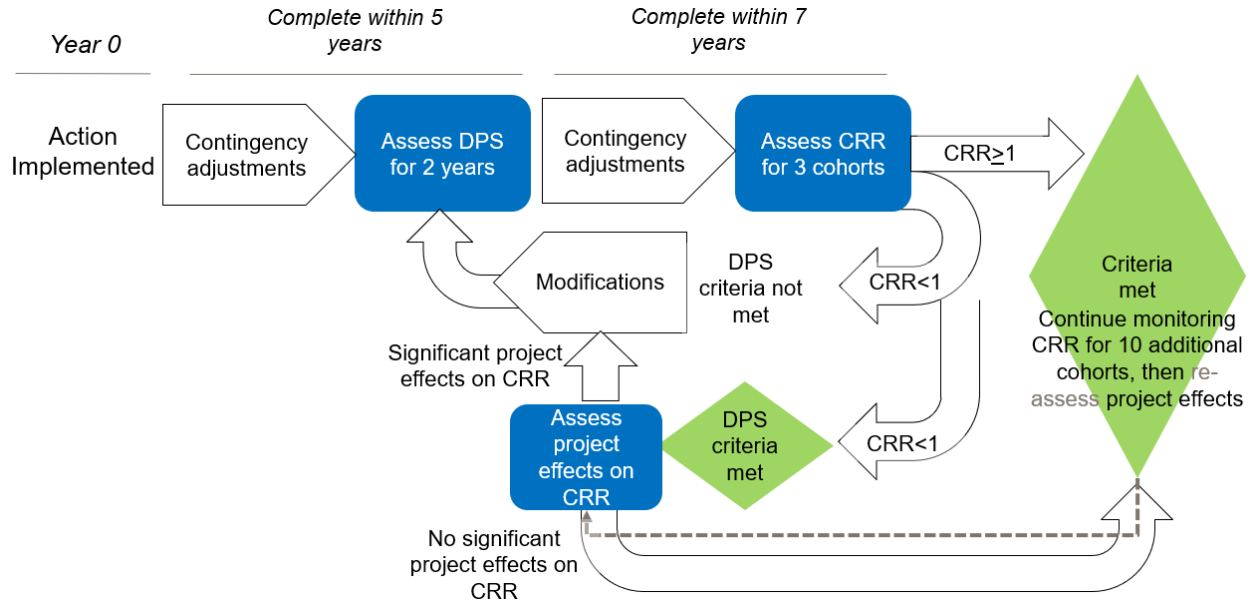 Year 0
Complete within 5
years
Complete within 7
years
Action
Implemented
Contingency
adjustments
Assess DPS
for 2 years
Contingency
adjustments
Assess CRR
for 3 cohorts
CRR≥1
Modifications
DPS
criteria not
met
CRR<1
Criteria
met
Continue monitoring
CRR for 10 additional
cohorts, then re-
assess project effects
Significant project
effects on CRR
Assess
project
effects on
CRR
DPS
criteria
met
CRR<1
No significant
project effects on
CRR